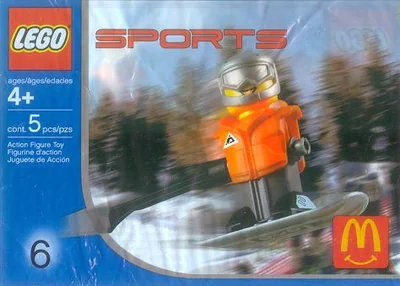 LEGO
SPORTS
ages/âges/edades
4+
cont. 5 pcs/pzs
Action Figure Toy
Figurine d'action
Juguete de Acción
6
M